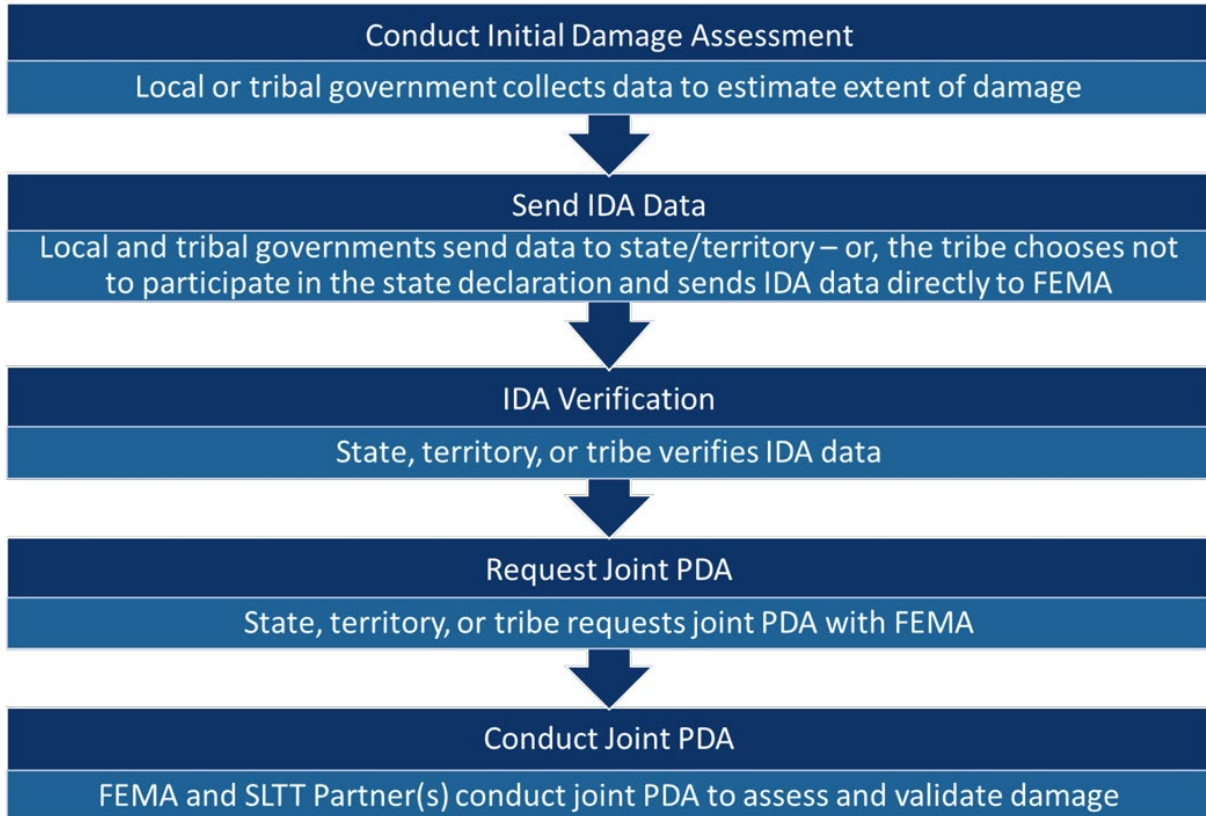 Conduct Initial Damage Assessment
Local or tribal government collects data to estimate extent of damage
Send IDA Data
Local and tribal governments send data to state/territory – or, the tribe chooses not
to participate in the state declaration and sends IDA data directly to FEMA
IDA Verification
State, territory, or tribe verifies IDA data
Request Joint PDA
State, territory, or tribe requests joint PDA with FEMA
Conduct Joint PDA
FEMA and SLTT Partner(s) conduct joint PDA to assess and validate damage